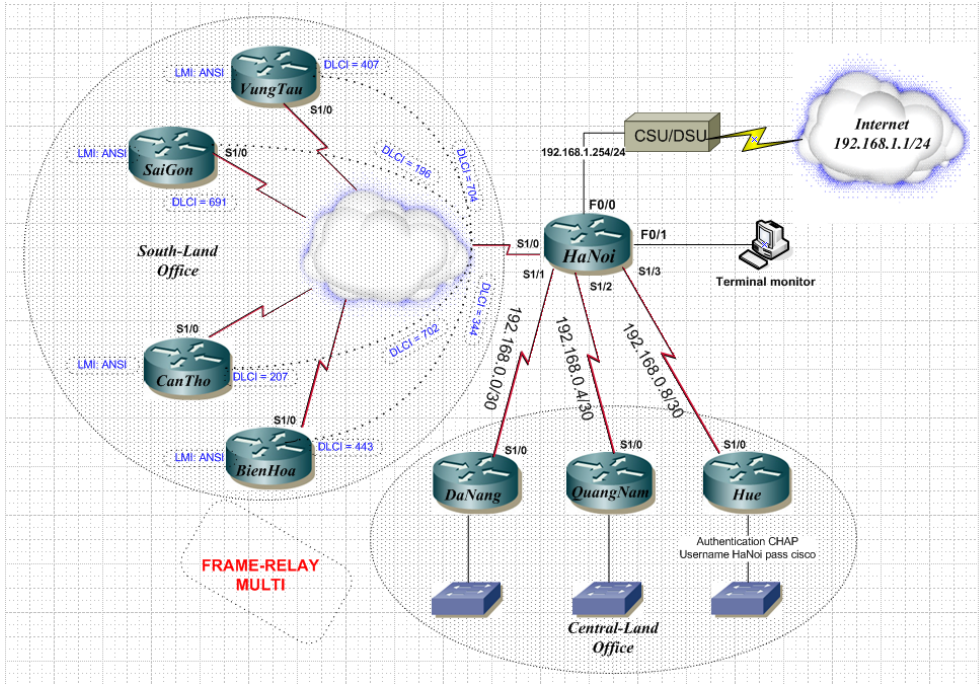 DLCI = 407
LMI: ANSI
VungTau
S1/0
S1/0
LMI: ANSI
SaiGon
DLCI = 691
DLCI = 196
DLCI = 704
South-Land
Office
S1/0
LMI: ANSI
CanTho
DLCI = 207
DLCI = 702
DLCI = 344
S1/0
DLCI = 443
LMI: ANSI
BienHoa
CSU/DSU
Internet
192.168.1.1/24
192.168.1.254/24
F0/0
S1/0
HaNoi
F0/1
S1/1
S1/2
S1/3
Terminal monitor
192.168.0.0/30
192.168.0.4/30
192.168.0.8/30
S1/0
S1/0
S1/0
DaNang
QuangNam
Hue
Authentication CHAP
Username HaNoi pass cisco
FRAME-RELAY
MULTI
Central-Land
Office